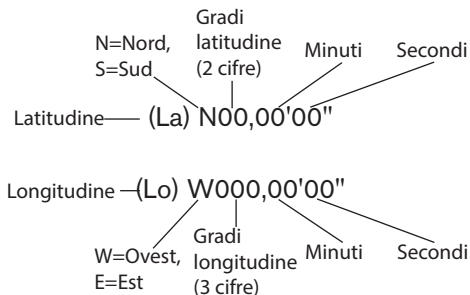 Gradi
N=Nord, latitudine Minuti Secondi
S=Sud (2 cifre)
Latitudine (La) N00,00'00"
Longitudine (Lo) W000,00'00"
W=Ovest, Gradi Minuti Secondi
E=Est longitudine
(3 cifre)